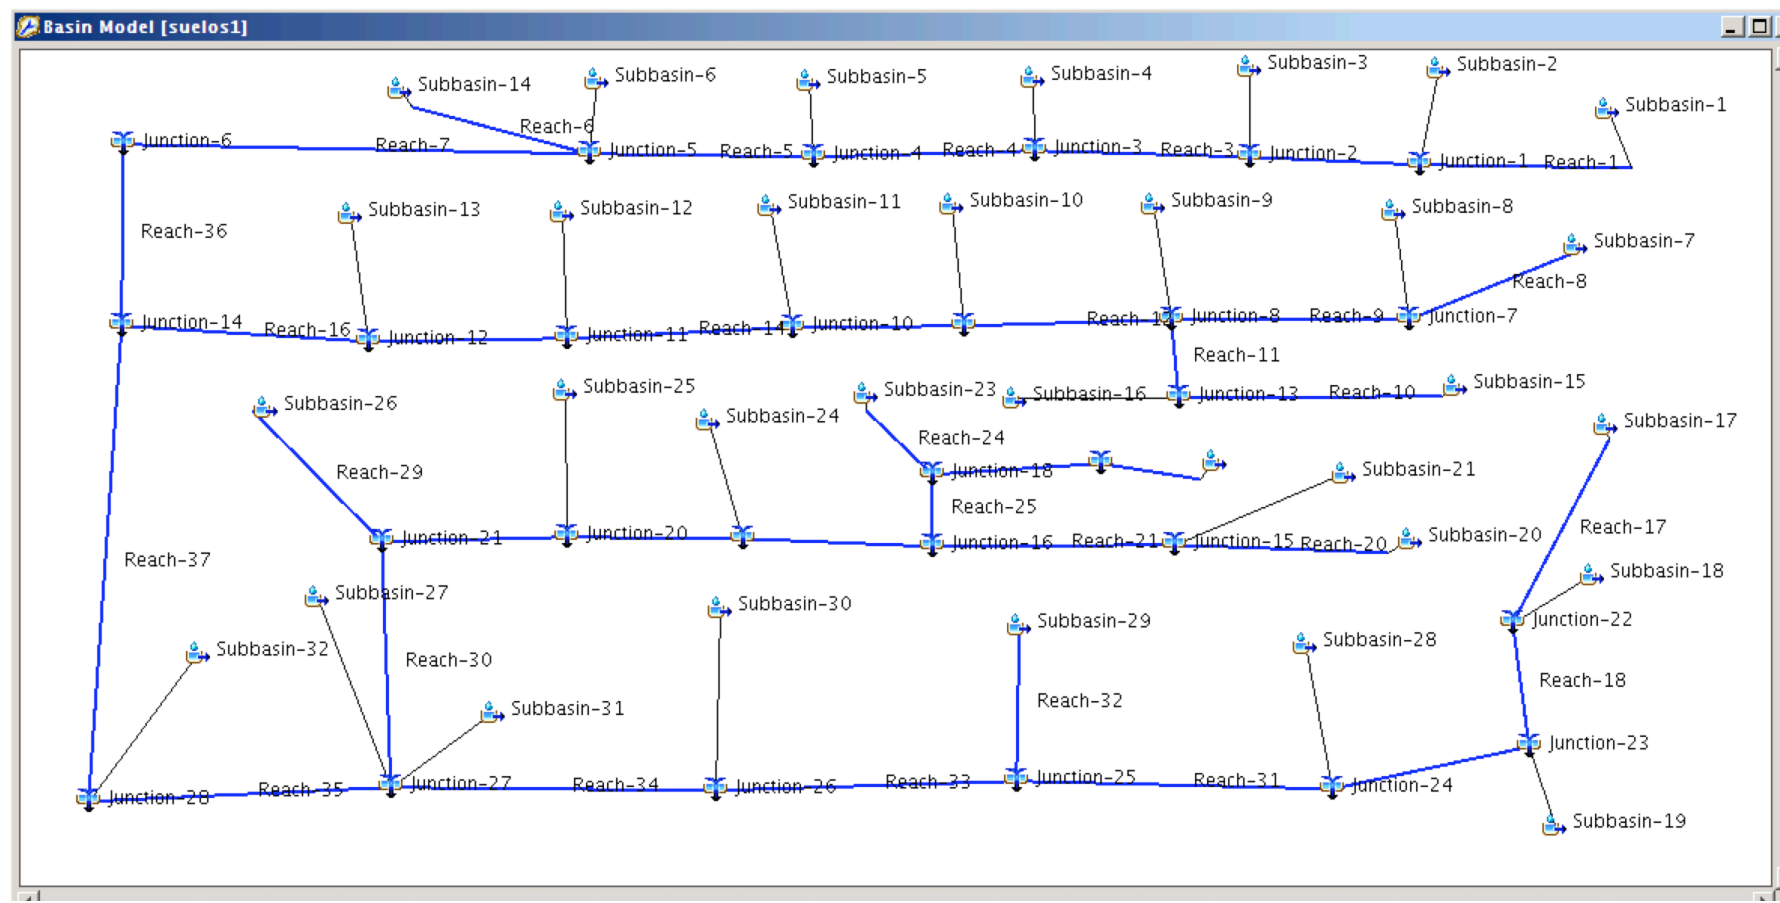 Basin Model [suelos1]
Subbasin-14
Subbasin-6
Subbasin-5
Subbasin-4
Subbasin-3
Subbasin-2
Subbasin-1
Junction-6
Reach-7
Reach-6
Junction-5
Reach-5
Junction-4
Reach-4
Junction-3
Reach-3
Junction-2
Junction-1
Reach-1
Subbasin-13
Subbasin-12
Subbasin-11
Subbasin-10
Subbasin-9
Subbasin-8
Subbasin-7
Reach-36
Reach-8
Junction-14
Reach-16
Junction-12
Junction-11
Reach-14
Junction-10
Junction-8
Reach-9
Junction-7
Reach-11
Subbasin-26
Subbasin-25
Subbasin-24
Subbasin-23
Subbasin-16
Junction-13
Reach-10
Subbasin-15
Subbasin-17
Reach-24
Reach-29
Junction-18
Subbasin-21
Reach-25
Reach-17
Junction-21
Junction-20
Junction-16
Reach-21
Junction-15
Reach-20
Subbasin-20
Reach-37
Subbasin-27
Subbasin-30
Subbasin-29
Subbasin-28
Subbasin-18
Junction-22
Subbasin-32
Reach-30
Subbasin-31
Reach-32
Reach-18
Junction-23
Junction-28
Reach-35
Junction-27
Reach-34
Junction-26
Reach-33
Junction-25
Reach-31
Junction-24
Subbasin-19